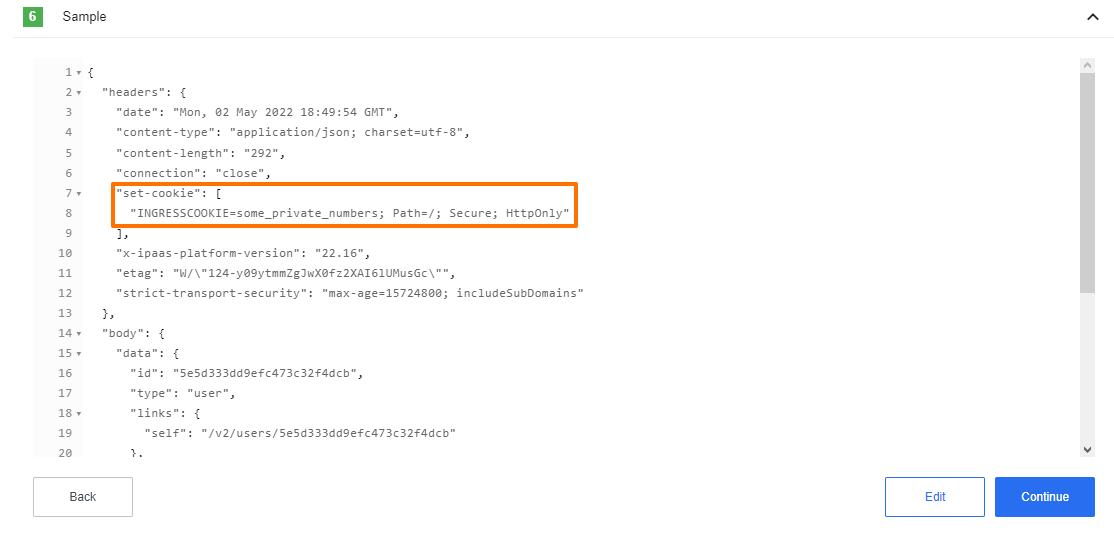 6 Sample
1 {
2 "headers": {
3 "date": "Mon, 02 May 2022 18:49:54 GMT",
4 "content-type": "application/json; charset=utf-8",
5 "content-length": "292",
6 "connection": "close",
7 "set-cookie": [
8 "INGRESSCOOKIE=some_private_numbers; Path=/; Secure; HttpOnly"
9 ],
10 "x-ipaas-platform-version": "22.16",
11 "etag": "W/\"124-y09ytmmZgJwX0fz2XAI6lUMusGc\"",
12 "strict-transport-security": "max-age=15724800; includeSubDomains"
13 },
14 "body": {
15 "data": {
16 "id": "5e5d333dd9efc473c32f4dcb",
17 "type": "user",
18 "links": {
19 "self": "/v2/users/5e5d333dd9efc473c32f4dcb"
20 },
Back Edit Continue